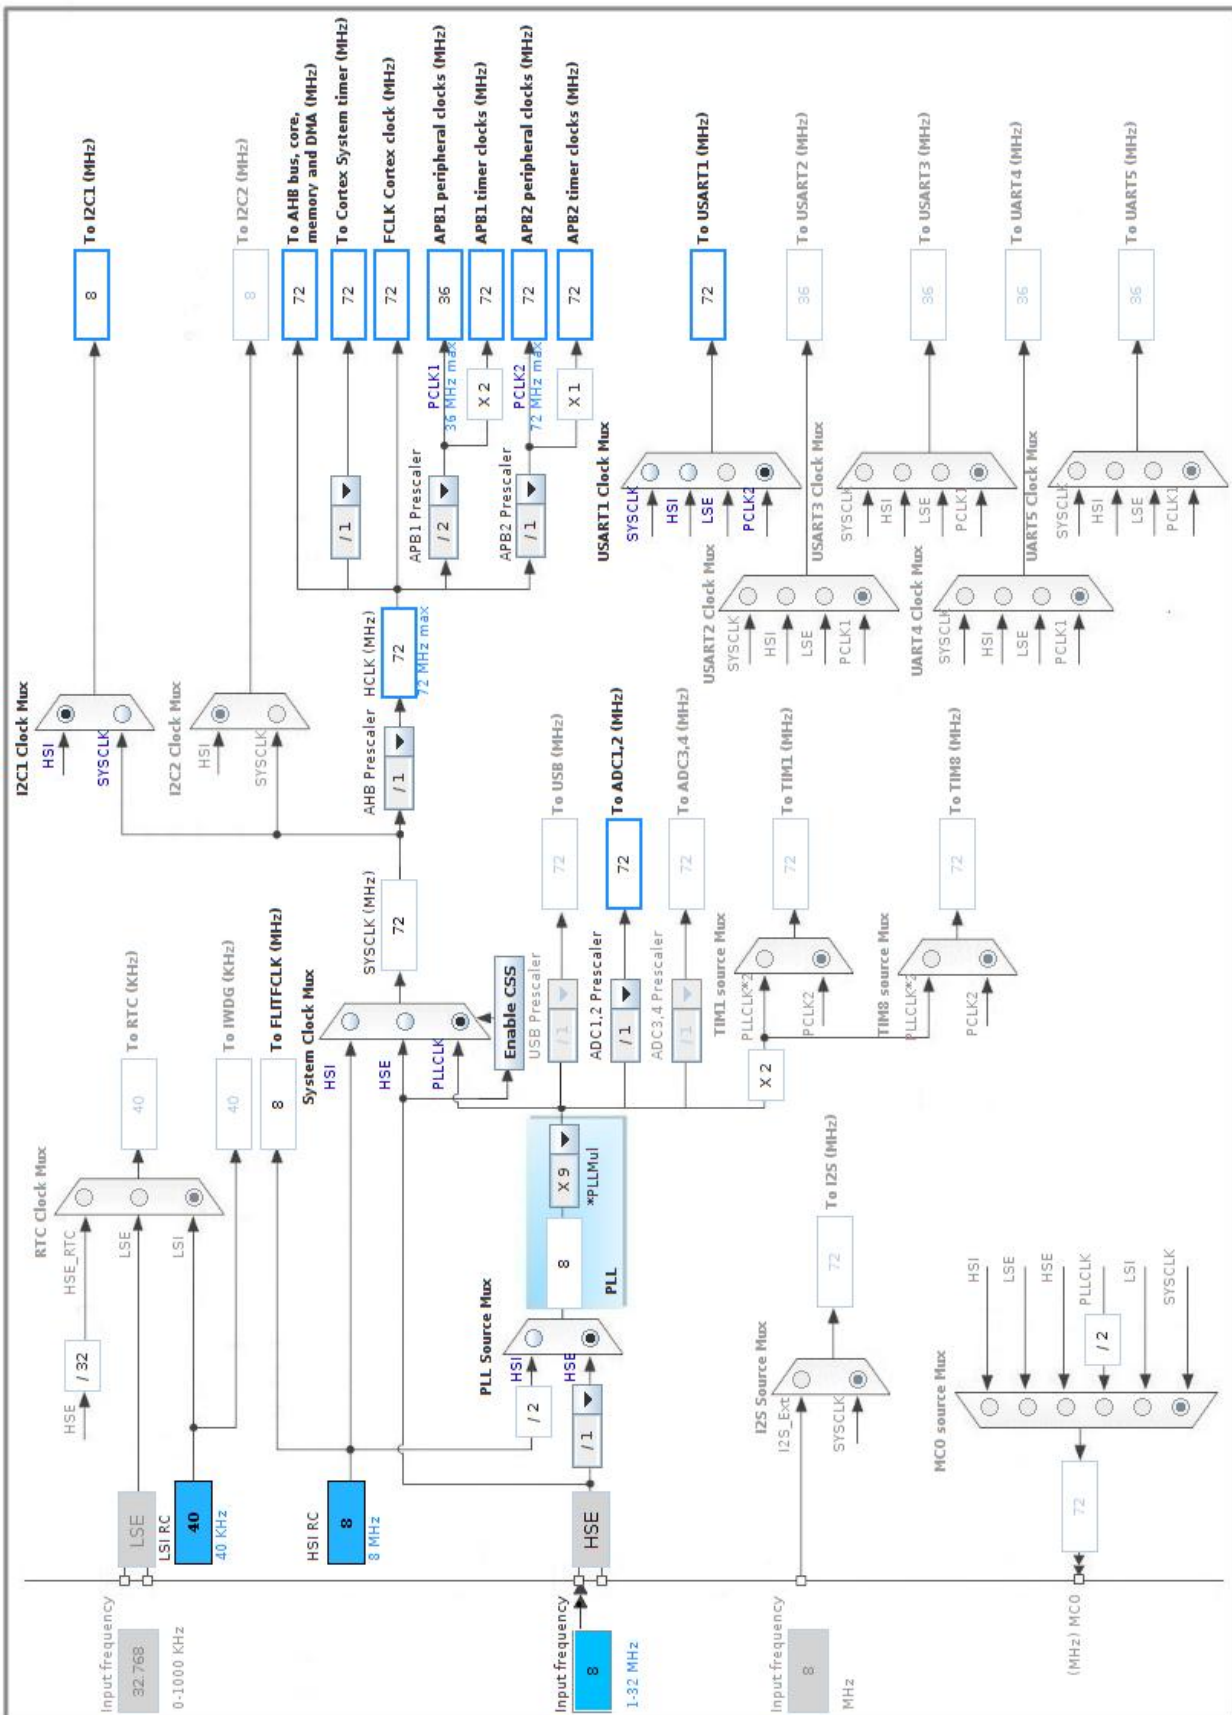 Input frequency
32.768
0-1000 KHz
LSE
LSI RC
40
40 KHz
HSE
/ 32
HSE_RTC
LSE
LSI
RTC Clock Mux
40
To RTC (KHz)
40
To IWDG (KHz)
8
To FLITFCLK (MHz)
HSI RC
8
8 MHz
Input frequency
8
1-32 MHz
HSE
/ 2
/ 1
HSI
HSE
PLL Source Mux
8
X 9
*PLLMul
PLL
System Clock Mux
HSI
HSE
PLLCLK
Enable CSS
SYSCLK (MHz)
72
I2C1 Clock Mux
HSI
SYSCLK
8
To I2C1 (MHz)
I2C2 Clock Mux
HSI
SYSCLK
8
To I2C2 (MHz)
AHB Prescaler
/ 1
HCLK (MHz)
72
72 MHz max
72
To AHB bus, core,
memory and DMA (MHz)
/ 1
72
To Cortex System timer (MHz)
72
FCLK Cortex clock (MHz)
APB1 Prescaler
/ 2
PCLK1
36 MHz max
36
APB1 peripheral clocks (MHz)
X 2
72
APB1 timer clocks (MHz)
APB2 Prescaler
/ 1
PCLK2
72 MHz max
72
APB2 peripheral clocks (MHz)
X 1
72
APB2 timer clocks (MHz)
USB Prescaler
/ 1
72
To USB (MHz)
ADC1,2 Prescaler
/ 1
72
To ADC1,2 (MHz)
ADC3,4 Prescaler
/ 1
72
To ADC3,4 (MHz)
X 2
TIM1 source Mux
PLLCLK*2
PCLK2
72
To TIM1 (MHz)
TIM8 source Mux
PLLCLK*2
PCLK2
72
To TIM8 (MHz)
USART1 Clock Mux
SYSCLK
HSI
LSE
PCLK2
72
To USART1 (MHz)
USART2 Clock Mux
SYSCLK
HSI
LSE
PCLK1
36
To USART2 (MHz)
USART3 Clock Mux
SYSCLK
HSI
LSE
PCLK1
36
To USART3 (MHz)
UART4 Clock Mux
SYSCLK
HSI
LSE
PCLK1
36
To UART4 (MHz)
UART5 Clock Mux
SYSCLK
HSI
LSE
PCLK1
36
To UART5 (MHz)
Input frequency
8
MHz
I2S Source Mux
I2S_Ext
SYSCLK
72
To I2S (MHz)
(MHz) MCO
72
MCO source Mux
HSI
LSE
HSE
/ 2
PLLCLK
LSI
SYSCLK